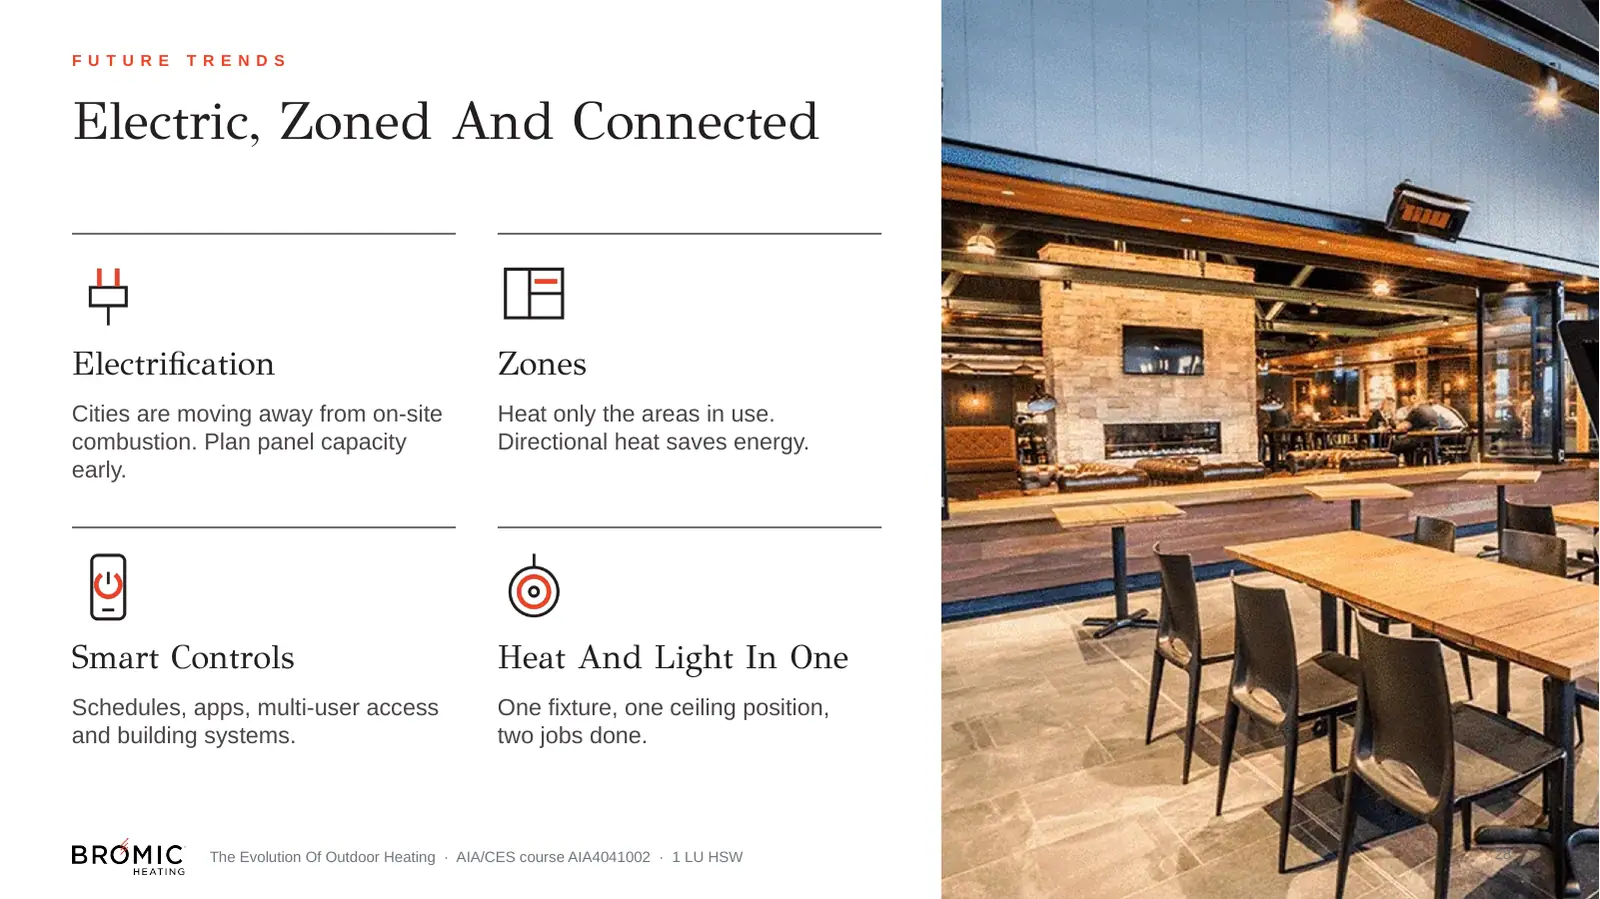 FUTURE TRENDS
Electric, Zoned And Connected
Electrification
Cities are moving away from on-site
combustion. Plan panel capacity
early.
Zones
Heat only the areas in use.
Directional heat saves energy.
Smart Controls
Schedules, apps, multi-user access
and building systems.
Heat And Light In One
One fixture, one ceiling position,
two jobs done.
BROMIC
HEATING
The Evolution Of Outdoor Heating · AIA/CES course AIA4041002 · 1 LU HSW